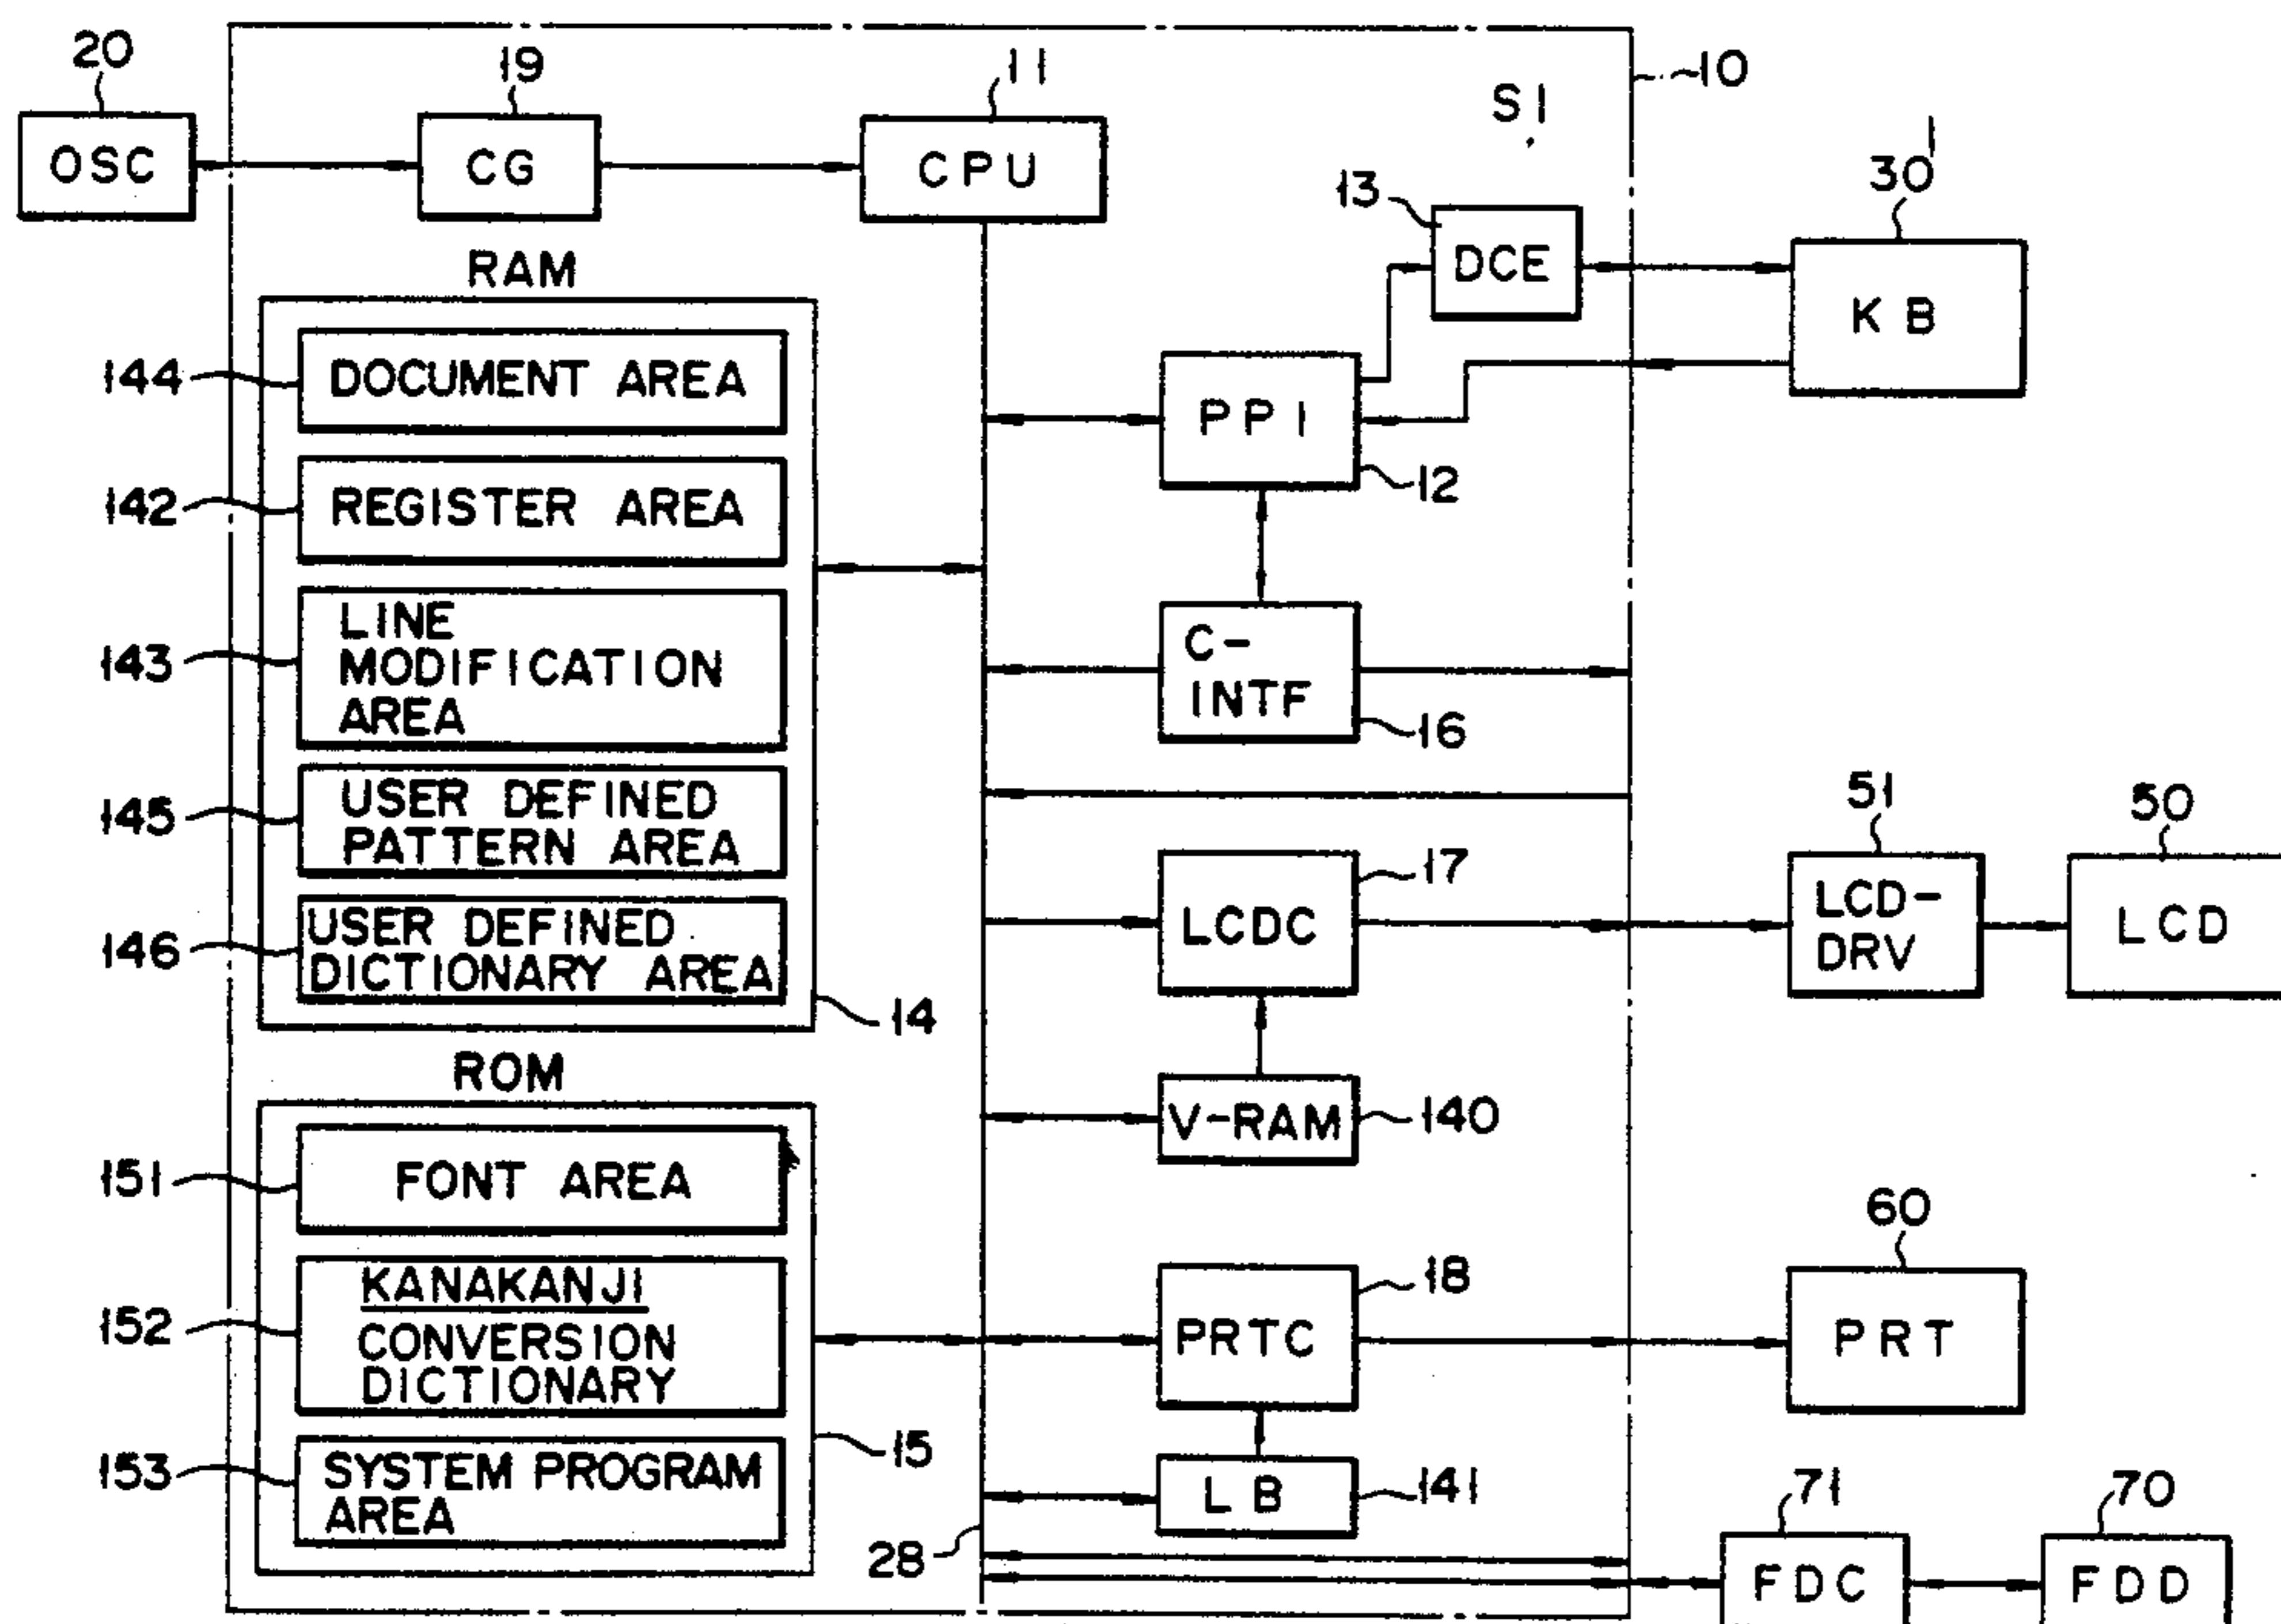 20
19
11
S1
10
OSC
CG
CPU
30
13
DCE
KB
RAM
144
DOCUMENT AREA
PPI
12
142
REGISTER AREA
143
LINE
MODIFICATION
AREA
C-
INTF
16
145
USER DEFINED
PATTERN AREA
51
50
17
LCDC
LCD-
DRV
LCD
146
USER DEFINED
DICTIONARY AREA
14
ROM
V-RAM
140
151
FONT AREA
60
18
152
KANAKANJI
CONVERSION
DICTIONARY
PRTC
PRT
15
153
SYSTEM PROGRAM
AREA
LB
141
71
70
28
FDC
FDD